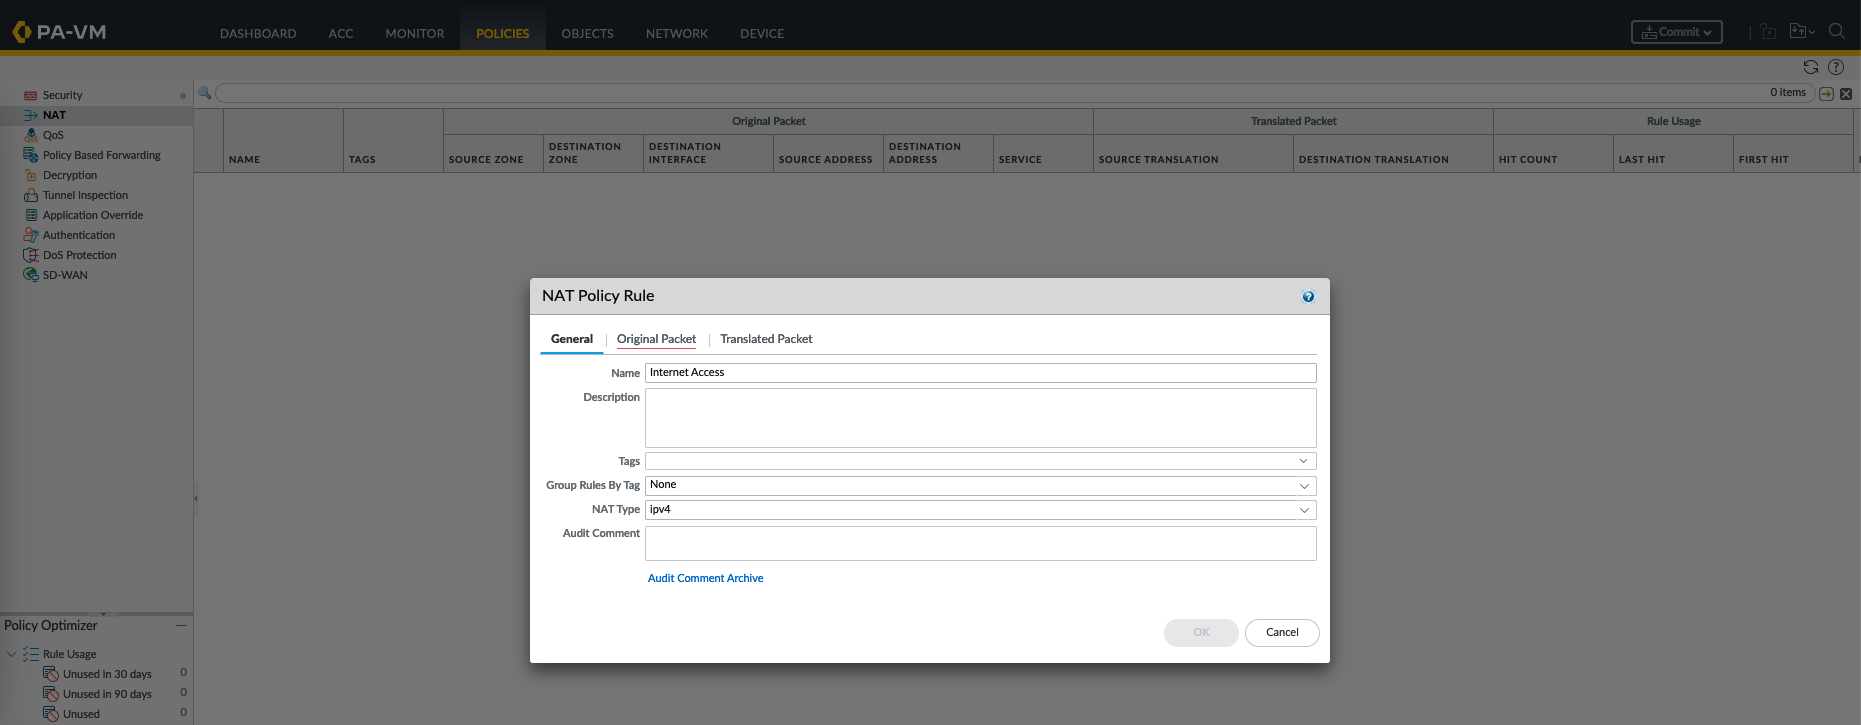 PA-VM
DASHBOARD ACC MONITOR POLICIES OBJECTS NETWORK DEVICE Commit
Security
NAT
QoS
Policy Based Forwarding
Decryption
Tunnel Inspection
Application Override
Authentication
DoS Protection
SD-WAN
0 items
Original Packet Translated Packet Rule Usage
NAME TAGS SOURCE ZONE DESTINATION ZONE DESTINATION INTERFACE SOURCE ADDRESS DESTINATION ADDRESS SERVICE SOURCE TRANSLATION DESTINATION TRANSLATION HIT COUNT LAST HIT FIRST HIT
NAT Policy Rule
General Original Packet Translated Packet
Name Internet Access
Description
Tags
Group Rules By Tag None
NAT Type ipv4
Audit Comment
Audit Comment Archive
OK Cancel
Policy Optimizer
Rule Usage
Unused in 30 days 0
Unused in 90 days 0
Unused 0